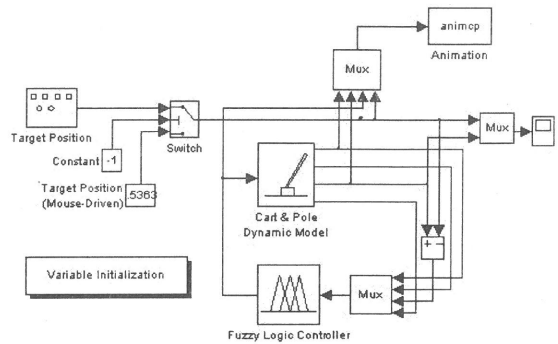 animcp
Animation
Mux
Target Position
Switch
Mux
Constant
-1
Target Position
(Mouse-Driven)
.5363
Cart & Pole
Dynamic Model
+ -
Variable Initialization
Mux
Fuzzy Logic Controller